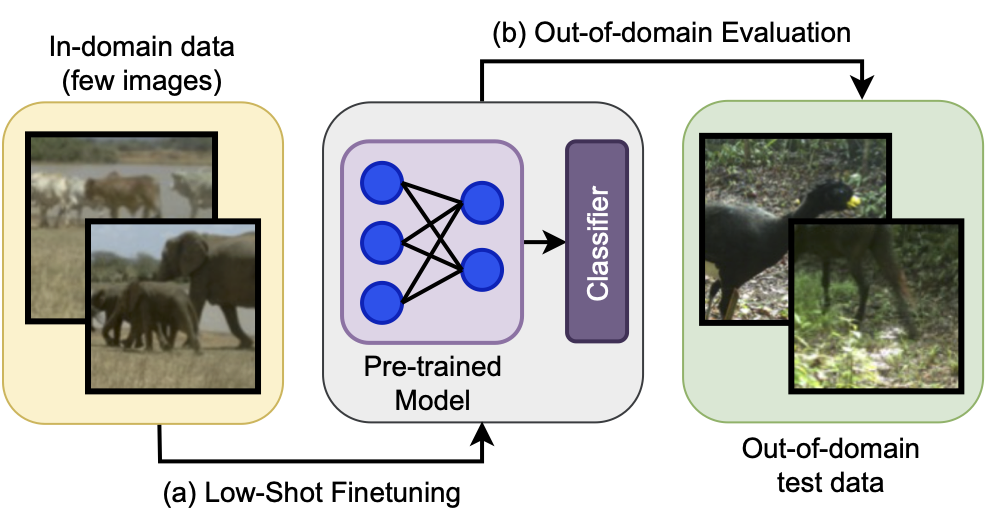 In-domain data
(few images)
(b) Out-of-domain Evaluation
Classifier
Pre-trained
Model
(a) Low-Shot Finetuning
Out-of-domain
test data